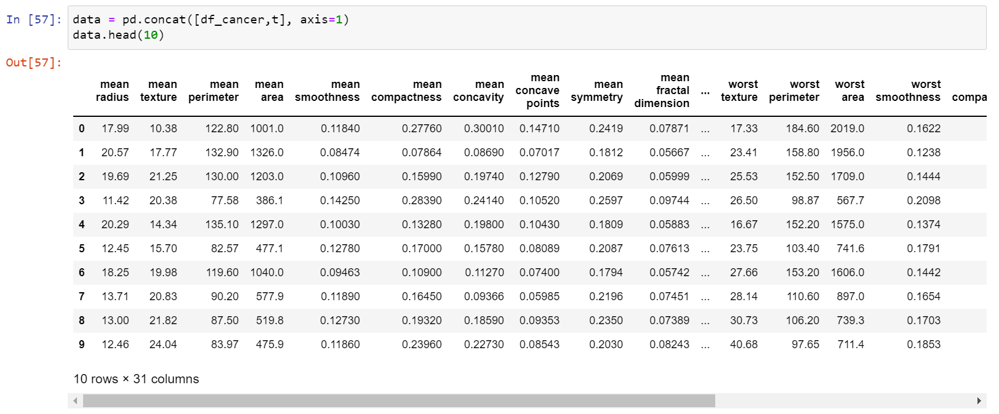 In [57]: data = pd.concat([df_cancer,t], axis=1)
data.head(10)
Out[57]:
mean radius mean texture mean perimeter mean area mean smoothness mean compactness mean concavity mean concave points mean symmetry mean fractal dimension ... worst texture worst perimeter worst area worst smoothness compa
0 17.99 10.38 122.80 1001.0 0.11840 0.27760 0.30010 0.14710 0.2419 0.07871 ... 17.33 184.60 2019.0 0.1622
1 20.57 17.77 132.90 1326.0 0.08474 0.07864 0.08690 0.07017 0.1812 0.05667 ... 23.41 158.80 1956.0 0.1238
2 19.69 21.25 130.00 1203.0 0.10960 0.15990 0.19740 0.12790 0.2069 0.05999 ... 25.53 152.50 1709.0 0.1444
3 11.42 20.38 77.58 386.1 0.14250 0.28390 0.24140 0.10520 0.2597 0.09744 ... 26.50 98.87 567.7 0.2098
4 20.29 14.34 135.10 1297.0 0.10030 0.13280 0.19800 0.10430 0.1809 0.05883 ... 16.67 152.20 1575.0 0.1374
5 12.45 15.70 82.57 477.1 0.12780 0.17000 0.15780 0.08089 0.2087 0.07613 ... 23.75 103.40 741.6 0.1791
6 18.25 19.98 119.60 1040.0 0.09463 0.10900 0.11270 0.07400 0.1794 0.05742 ... 27.66 153.20 1606.0 0.1442
7 13.71 20.83 90.20 577.9 0.11890 0.16450 0.09366 0.05985 0.2196 0.07451 ... 28.14 110.60 897.0 0.1654
8 13.00 21.82 87.50 519.8 0.12730 0.19320 0.18590 0.09353 0.2350 0.07389 ... 30.73 106.20 739.3 0.1703
9 12.46 24.04 83.97 475.9 0.11860 0.23960 0.22730 0.08543 0.2030 0.08243 ... 40.68 97.65 711.4 0.1853
10 rows × 31 columns